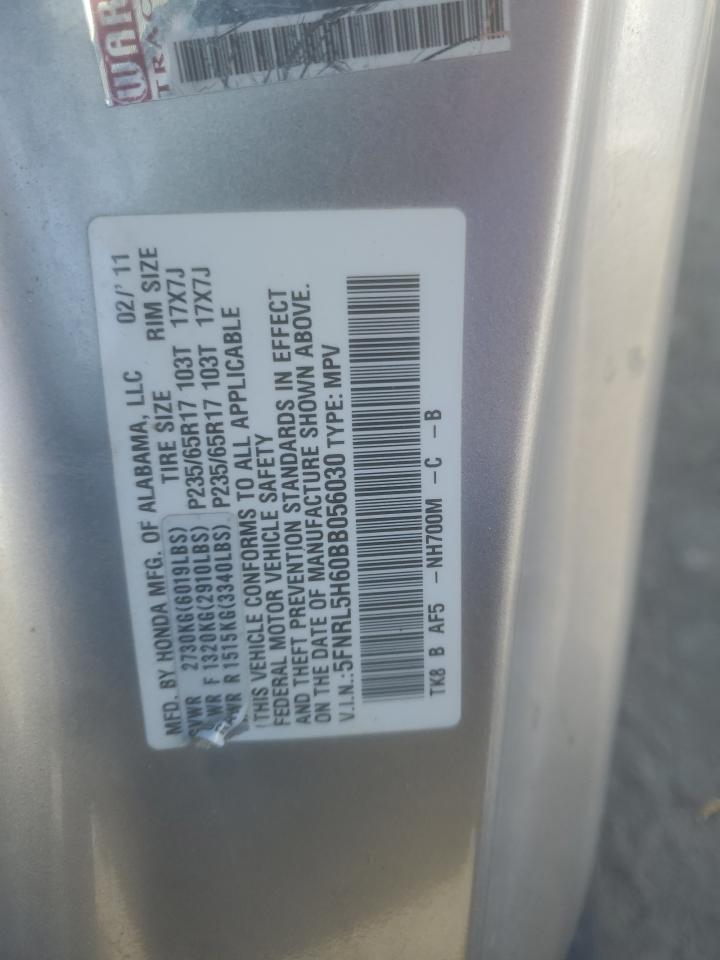 WAR
TRA
MFD. BY HONDA MFG. OF ALABAMA, LLC 02/'11
GVWR 2730KG(6019LBS) TIRE SIZE RIM SIZE
GAWR F 1320KG(2910LBS) P235/65R17 103T 17X7J
GAWR R 1515KG(3340LBS) P235/65R17 103T 17X7J
THIS VEHICLE CONFORMS TO ALL APPLICABLE
FEDERAL MOTOR VEHICLE SAFETY
AND THEFT PREVENTION STANDARDS IN EFFECT
ON THE DATE OF MANUFACTURE SHOWN ABOVE.
V.I.N.:5FNRL5H60BB056030 TYPE: MPV
TK8 B AF5 -NH700M -C -B